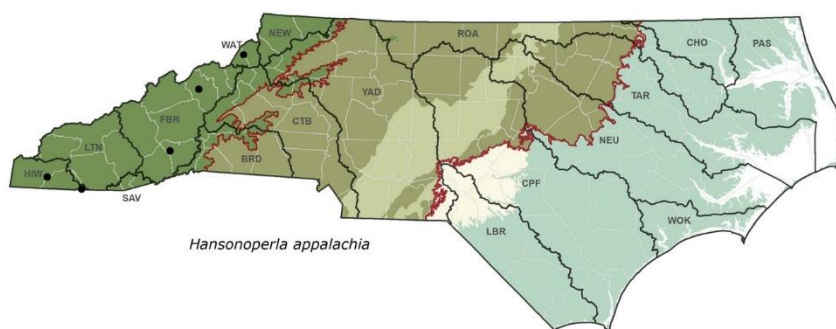 WAT
NEW
ROA
CHO
PAS
YAD
TAR
FBR
CTB
LTN
NEU
BRD
HIW
CPF
SAV
WOK
LBR
Hansonoperla appalachia